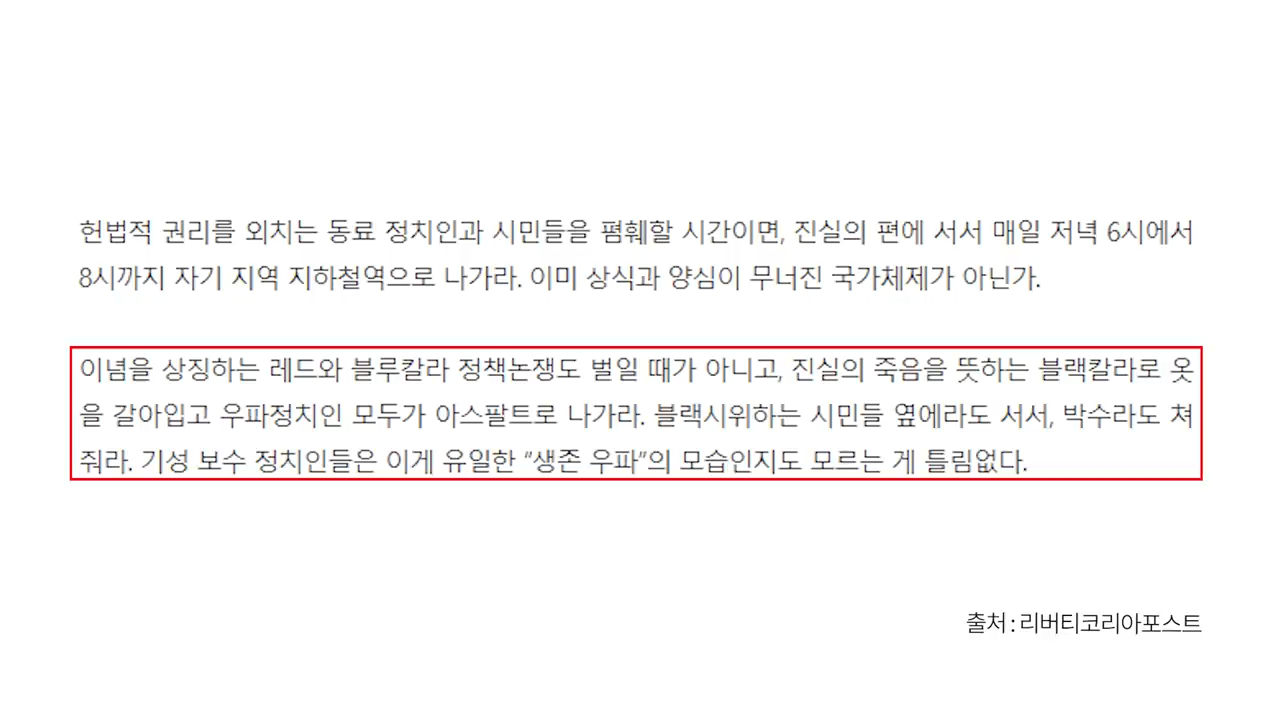 헌법적 권리를 외치는 동료 정치인과 시민들을 폄훼할 시간이면, 진실의 편에 서서 매일 저녁 6시에서
8시까지 자기 지역 지하철역으로 나가라. 이미 상식과 양심이 무너진 국가체제가 아닌가.
이념을 상징하는 레드와 블루칼라 정책논쟁도 벌일 때가 아니고, 진실의 죽음을 뜻하는 블랙칼라로 옷
을 갈아입고 우파정치인 모두가 아스팔트로 나가라. 블랙시위하는 시민들 옆에라도 서서, 박수라도 쳐
줘라. 기성 보수 정치인들은 이게 유일한 “생존 우파”의 모습인지도 모르는 게 틀림없다.
출처 : 리버티코리아포스트